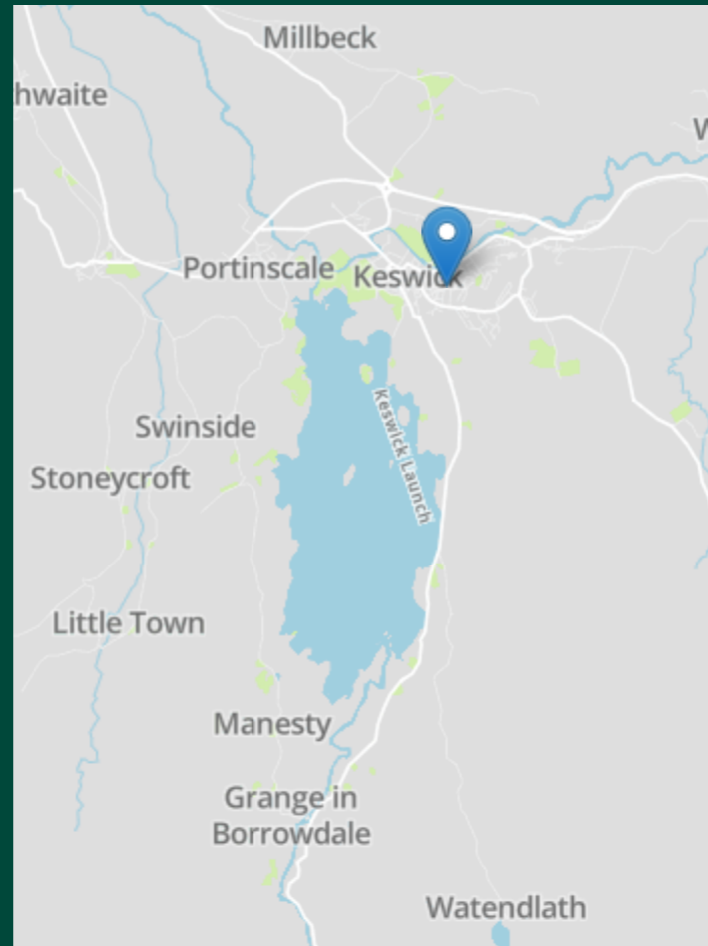 Millbeck
hwaite
W
Portinscale
Keswick
Keswick Launch
Swinside
Stoneycroft
Little Town
Manesty
Grange in
Borrowdale
Watendlath